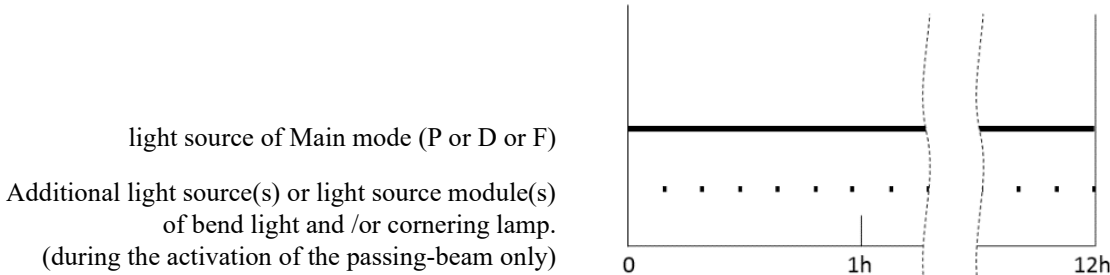 light source of Main mode (P or D or F)
Additional light source(s) or light source module(s)
of bend light and /or cornering lamp.
(during the activation of the passing-beam only)
0 1h 12h